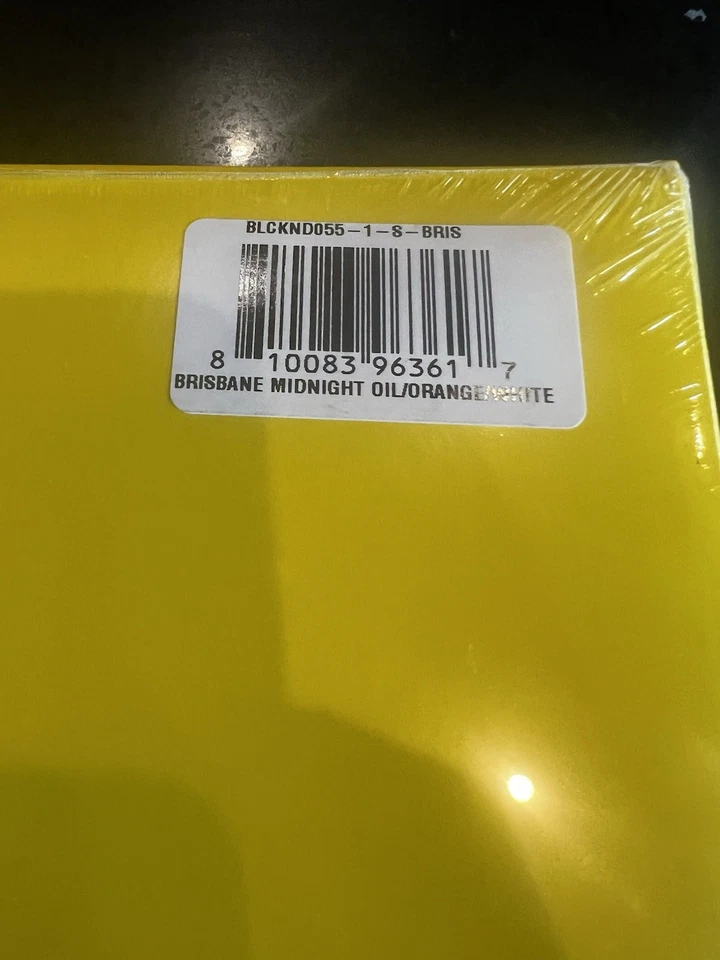 BLCKND055-1-S-BRIS
8 10083 96361 7
BRISBANE MIDNIGHT OIL/ORANGE/WHITE